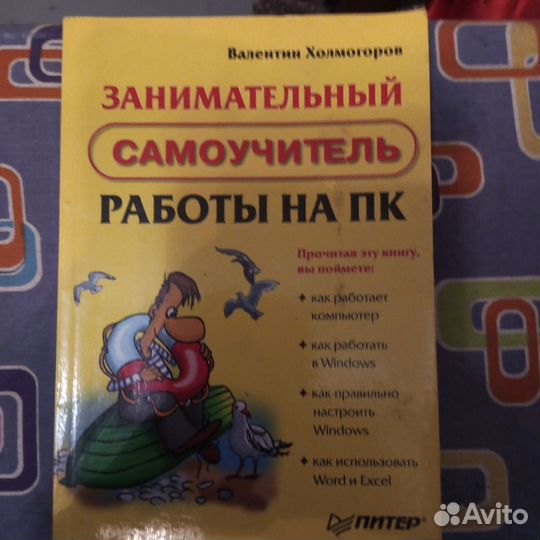 Валентин Холмогоров
ЗАНИМАТЕЛЬНЫЙ
САМОУЧИТЕЛЬ
РАБОТЫ НА ПК
Прочитав эту книгу,
вы поймете:
как работает
компьютер
как работать
в Windows
как правильно
настроить
Windows
как использовать
Word и Excel
ПИТЕР®
Avito